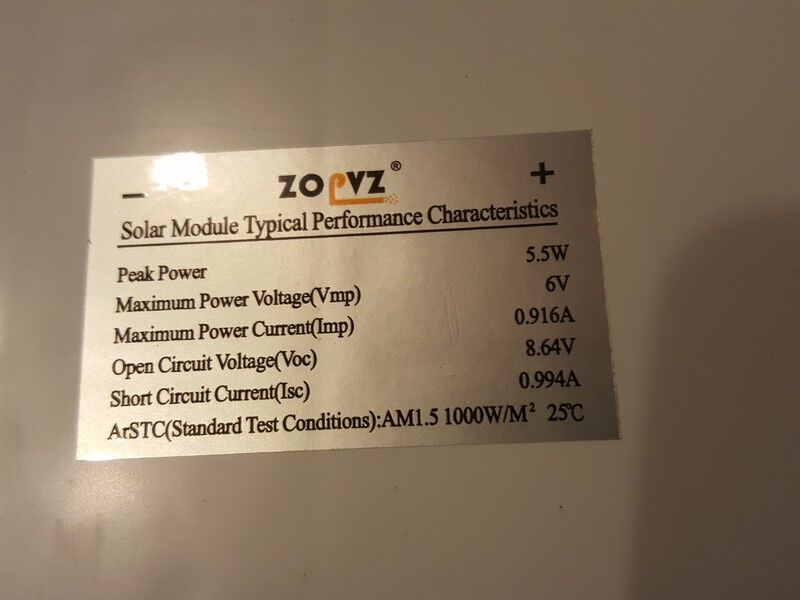 ZOPVZ®
− +
Solar Module Typical Performance Characteristics
Peak Power 5.5W
Maximum Power Voltage(Vmp) 6V
Maximum Power Current(Imp) 0.916A
Open Circuit Voltage(Voc) 8.64V
Short Circuit Current(Isc) 0.994A
ArSTC(Standard Test Conditions):AM1.5 1000W/M² 25℃